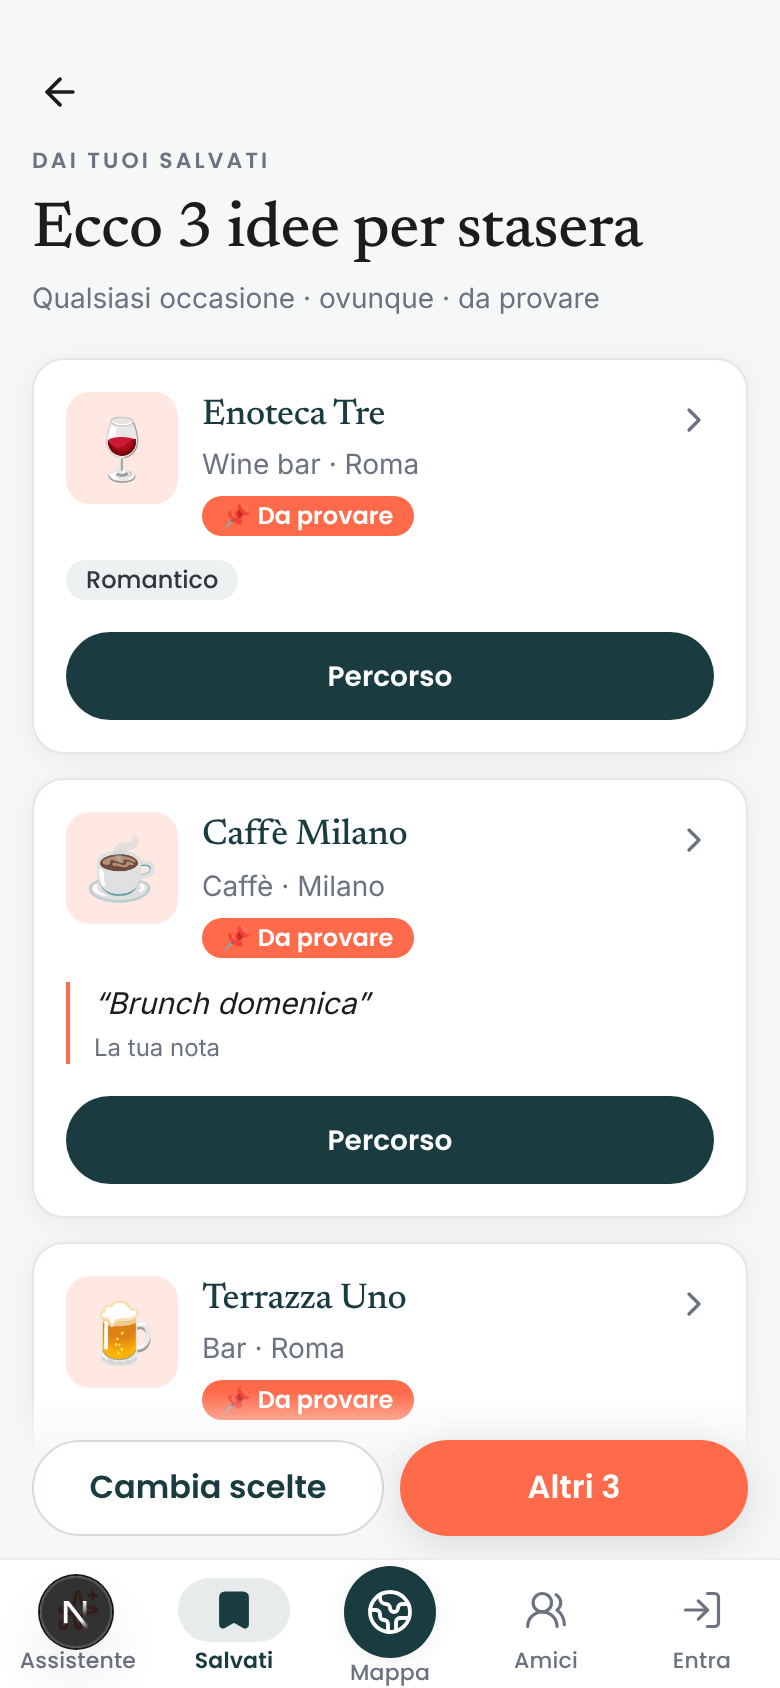 DAI TUOI SALVATI
Ecco 3 idee per stasera
Qualsiasi occasione · ovunque · da provare
Enoteca Tre
Wine bar · Roma
📌 Da provare
Romantico
Percorso
Caffè Milano
Caffè · Milano
📌 Da provare
“Brunch domenica”
La tua nota
Percorso
Terrazza Uno
Bar · Roma
📌 Da provare
Cambia scelte
Altri 3
N
Assistente
Salvati
Mappa
Amici
Entra